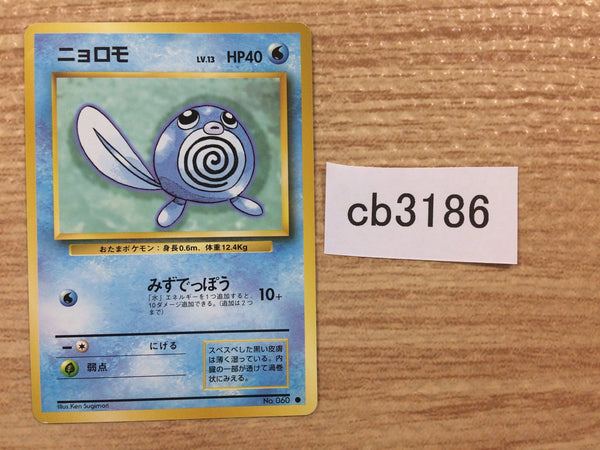 ニョロモ LV.13 HP40
おたまポケモン：身長0.6m、体重12.4Kg
みずでっぽう 10+
「水」エネルギーを1つ追加すると、
10ダメージ追加できる。（追加は2つ
まで）
にげる
弱点
スベスベした黒い皮膚
は薄く湿っている。内
臓の一部が透けて渦巻
状にみえる。
Illus.Ken Sugimori
No.060
cb3186